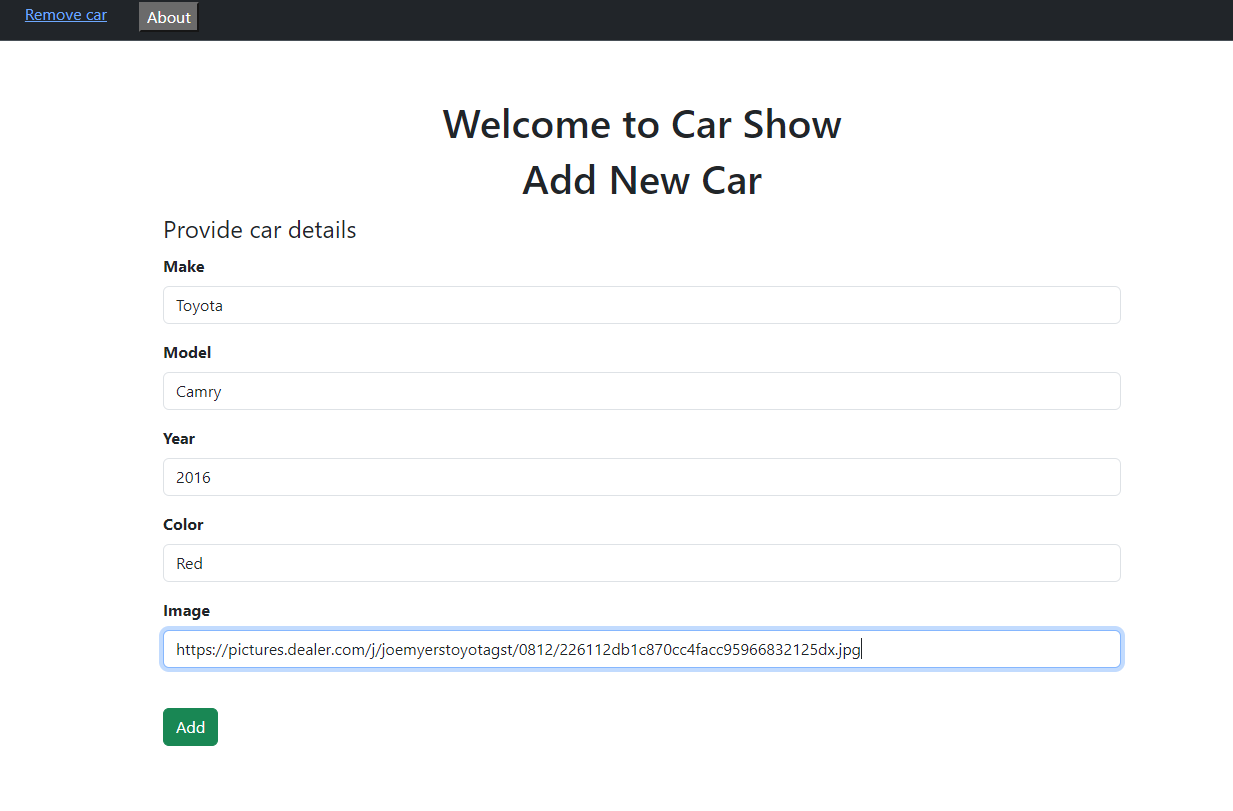 Remove car
About
Welcome to Car Show
Add New Car
Provide car details
Make
Toyota
Model
Camry
Year
2016
Color
Red
Image
https://pictures.dealer.com/j/joemyerstoyotagst/0812/226112db1c870cc4facc95966832125dx.jpg
Add